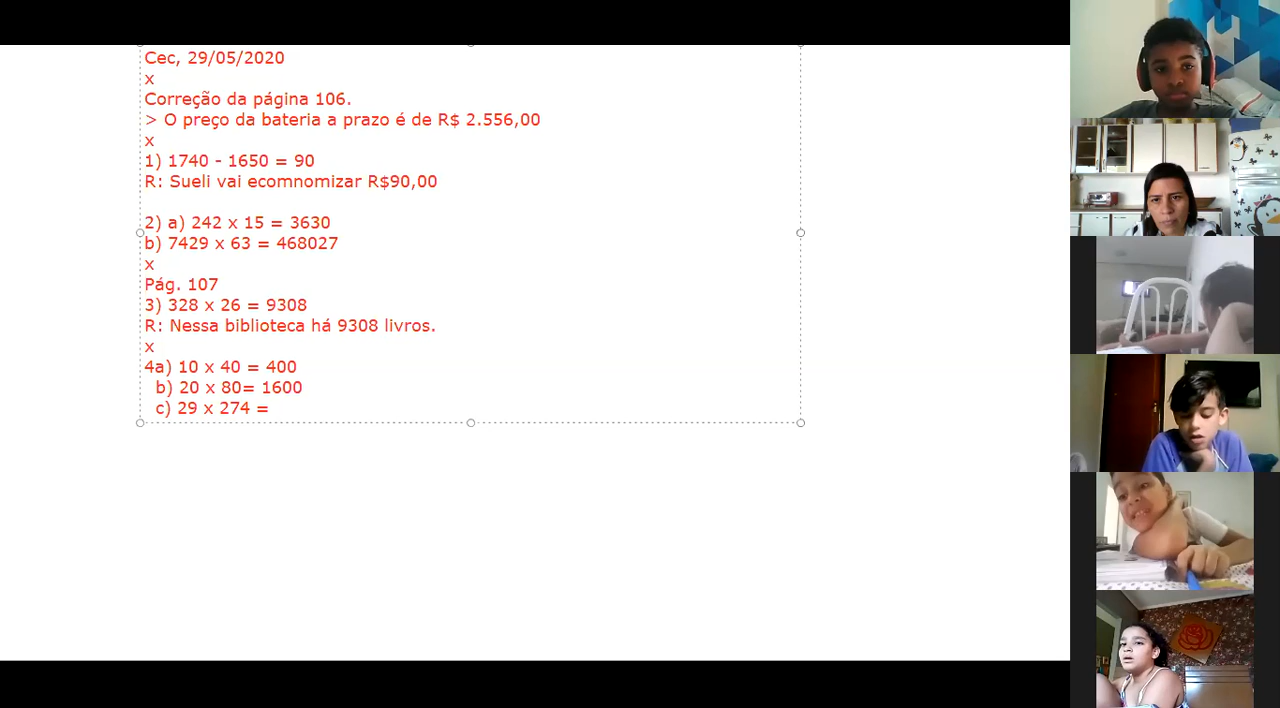 Cec, 29/05/2020
x
Correção da página 106.
> O preço da bateria a prazo é de R$ 2.556,00
x
1) 1740 - 1650 = 90
R: Sueli vai ecomnomizar R$90,00
2) a) 242 x 15 = 3630
b) 7429 x 63 = 468027
x
Pág. 107
3) 328 x 26 = 9308
R: Nessa biblioteca há 9308 livros.
x
4a) 10 x 40 = 400
b) 20 x 80= 1600
c) 29 x 274 =